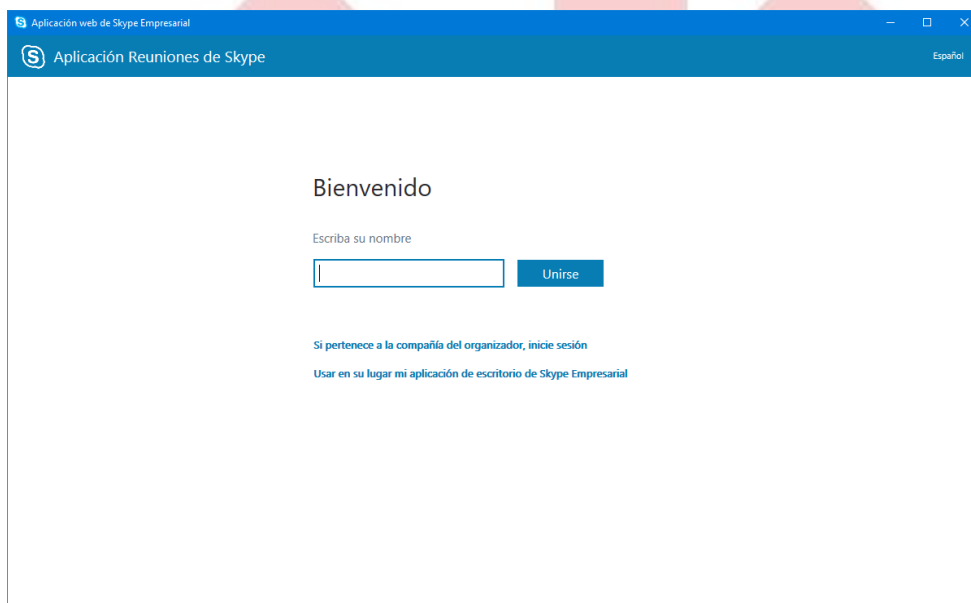 Aplicación web de Skype Empresarial
Aplicación Reuniones de Skype
Español
Bienvenido
Escriba su nombre
Unirse
Si pertenece a la compañía del organizador, inicie sesión
Usar en su lugar mi aplicación de escritorio de Skype Empresarial